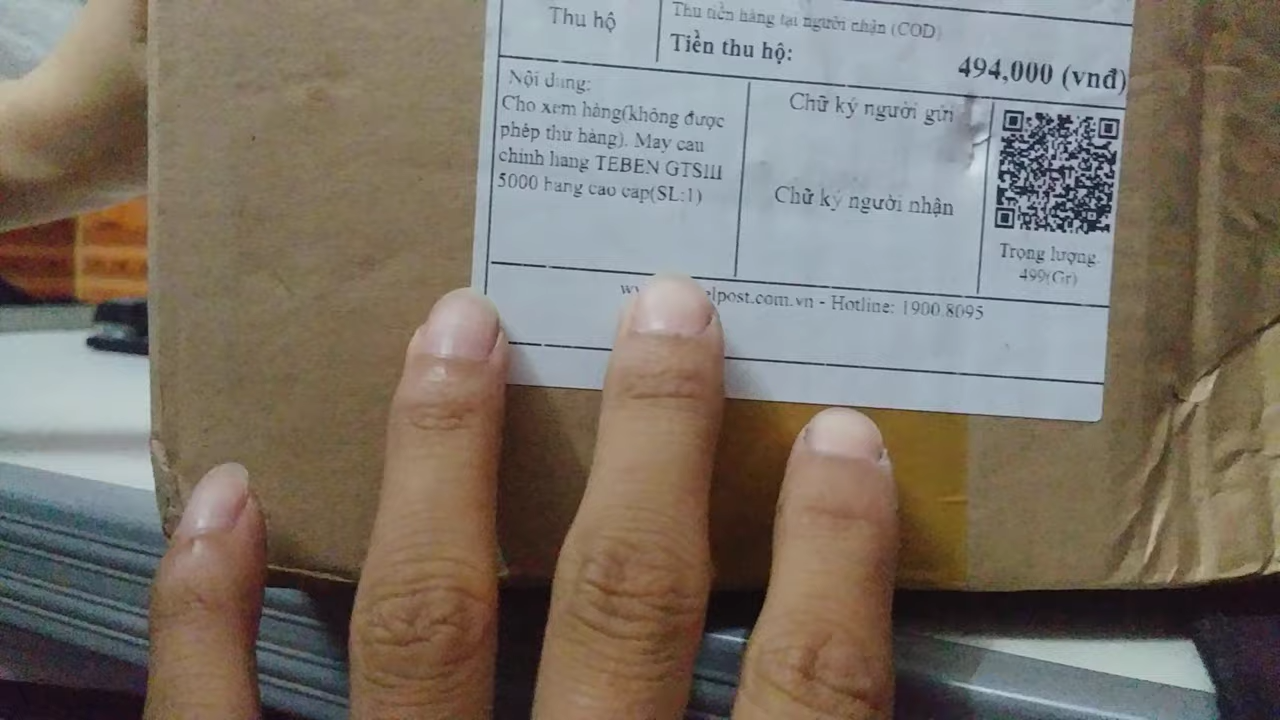 Thu hộ
Thu tiền hàng tại người nhận (COD)
Tiền thu hộ:
494,000 (vnđ)
Nội dung:
Cho xem hàng(không được
phép thử hàng). May cau
chinh hang TEBEN GTSIII
5000 hang cao cap(SL:1)
Chữ ký người gửi
Chữ ký người nhận
Trọng lượng.
499(Gr)
elpost.com.vn - Hotline: 1900.8095